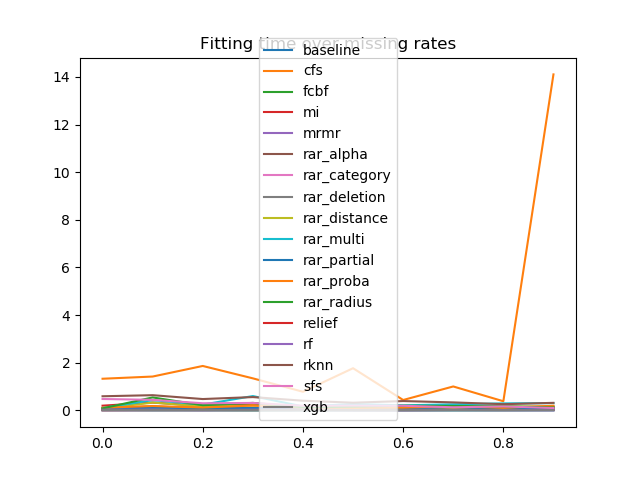 Fitting time over missing rates
baseline
cfs
fcbf
mi
mrmr
rar_alpha
rar_category
rar_deletion
rar_distance
rar_multi
rar_partial
rar_proba
rar_radius
relief
rf
rknn
sfs
xgb
14
12
10
8
6
4
2
0
0.0 0.2 0.4 0.6 0.8